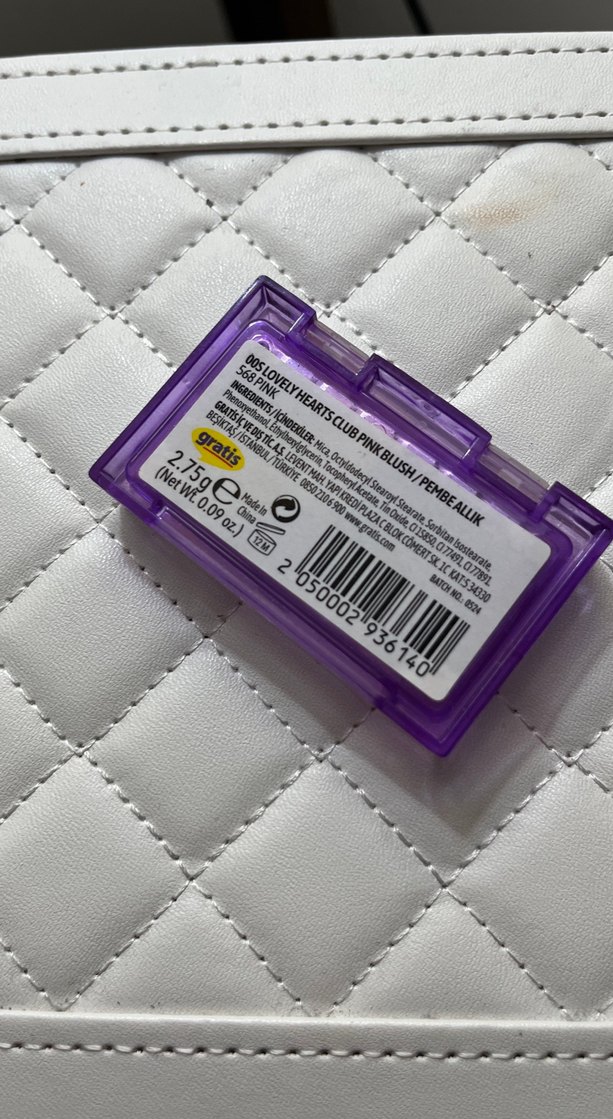 00S LOVELY HEARTS CLUB PINK BLUSH / PEMBE ALLIK
568 PINK
INGREDIENTS / İÇİNDEKİLER: Mica, Octyldodecyl Stearoyl Stearate, Sorbitan Isostearate,
Phenoxyethanol, Ethylhexylglycerin, Tocopheryl Acetate, Tin Oxide, CI 15850, CI 77491, CI 77891.
GRATİS İÇ VE DIŞ TİC. A.Ş. LEVENT MAH. YAPI KREDİ PLAZA C BLOK CÖMERT SK. 1C KAT:5 34330
BEŞİKTAŞ / İSTANBUL / TÜRKİYE 0850 210 6 900 www.gratis.com
BATCH NO.: 0524
gratis
2.75g e
(Net Wt. 0.09 oz.)
Made in
China
12 M
2 050002 936140